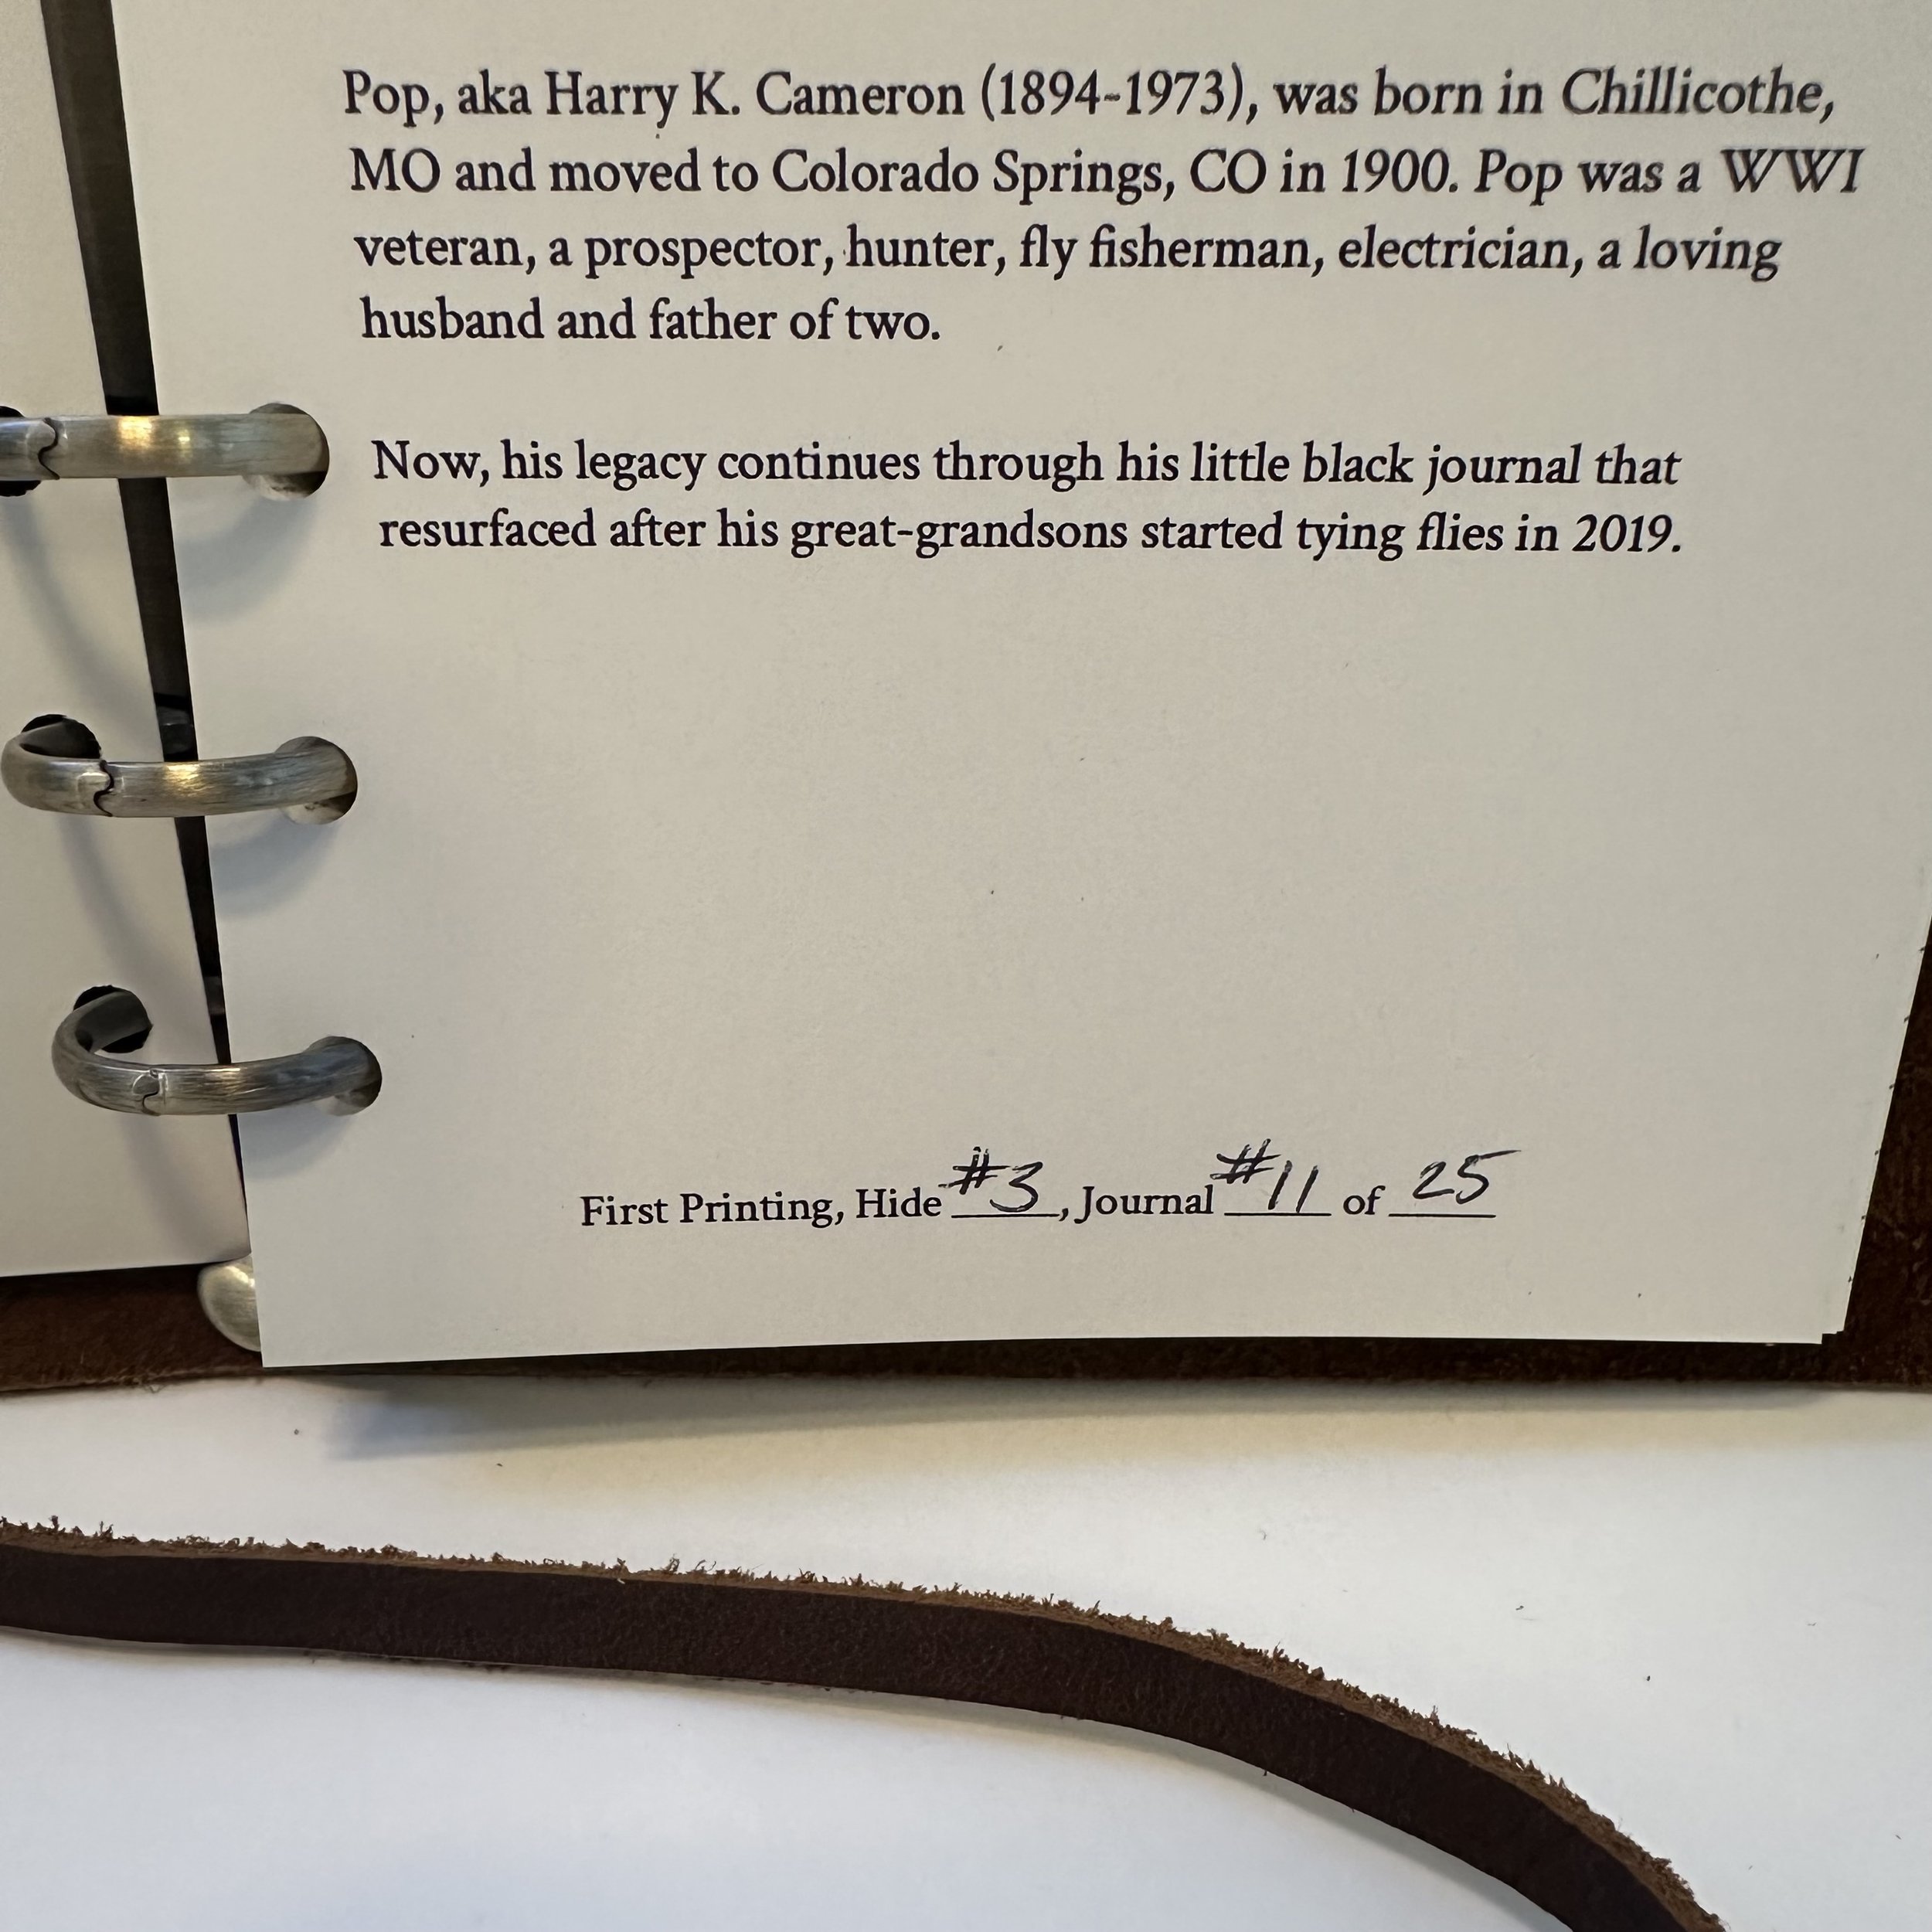 Pop, aka Harry K. Cameron (1894-1973), was born in Chillicothe,
MO and moved to Colorado Springs, CO in 1900. Pop was a WWI
veteran, a prospector, hunter, fly fisherman, electrician, a loving
husband and father of two.
Now, his legacy continues through his little black journal that
resurfaced after his great-grandsons started tying flies in 2019.
First Printing, Hide #3, Journal #11 of 25